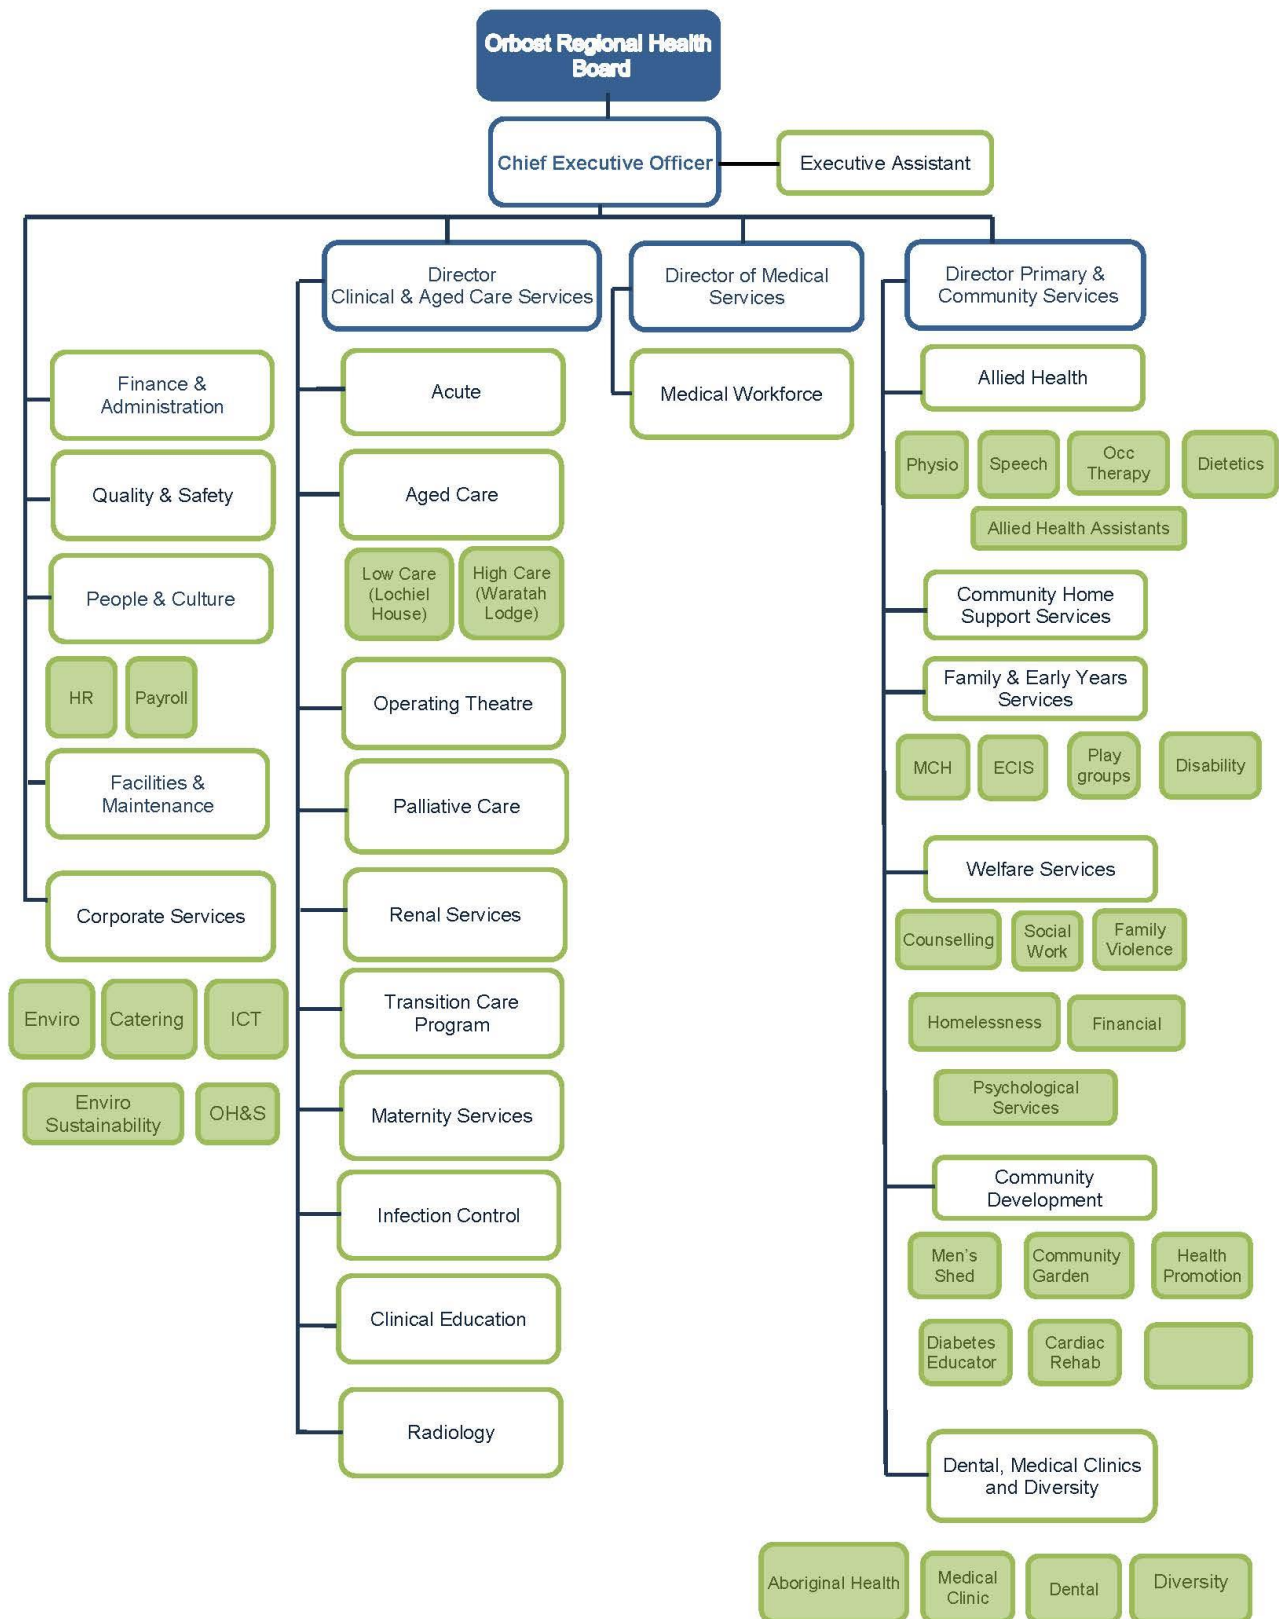 Orbost Regional Health
Board
Chief Executive Officer
Executive Assistant
Director
Clinical & Aged Care Services
Director of Medical
Services
Director Primary &
Community Services
Finance &
Administration
Quality & Safety
People & Culture
HR
Payroll
Facilities &
Maintenance
Corporate Services
Enviro
Catering
ICT
Enviro
Sustainability
OH&S
Acute
Aged Care
Low Care
(Lochiel
House)
High Care
(Waratah
Lodge)
Operating Theatre
Palliative Care
Renal Services
Transition Care
Program
Maternity Services
Infection Control
Clinical Education
Radiology
Medical Workforce
Allied Health
Physio
Speech
Occ
Therapy
Dietetics
Allied Health Assistants
Community Home
Support Services
Family & Early Years
Services
MCH
ECIS
Play
groups
Disability
Welfare Services
Counselling
Social
Work
Family
Violence
Homelessness
Financial
Psychological
Services
Community
Development
Men's
Shed
Community
Garden
Health
Promotion
Diabetes
Educator
Cardiac
Rehab
Dental, Medical Clinics
and Diversity
Aboriginal Health
Medical
Clinic
Dental
Diversity